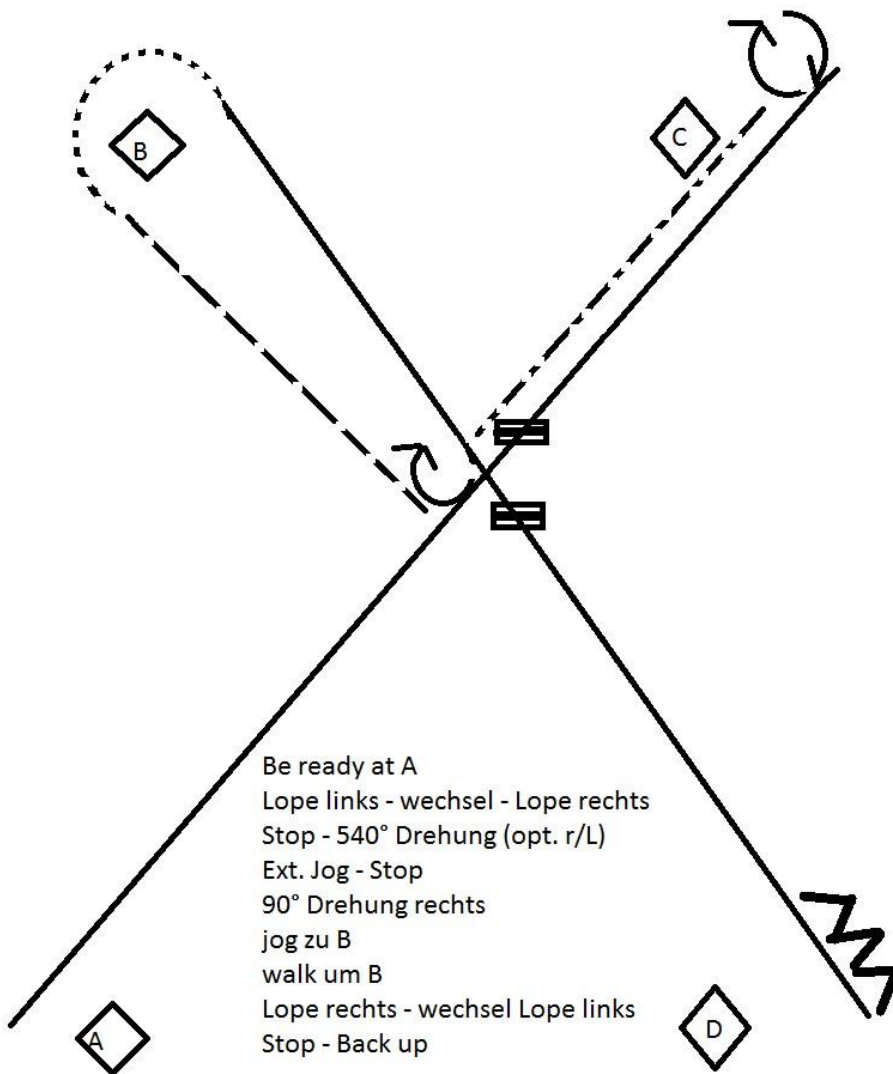 B
C
Be ready at A
Lope links - wechsel - Lope rechts
Stop - 540° Drehung (opt. r/L)
Ext. Jog - Stop
90° Drehung rechts
jog zu B
walk um B
Lope rechts - wechsel Lope links
Stop - Back up
A
D